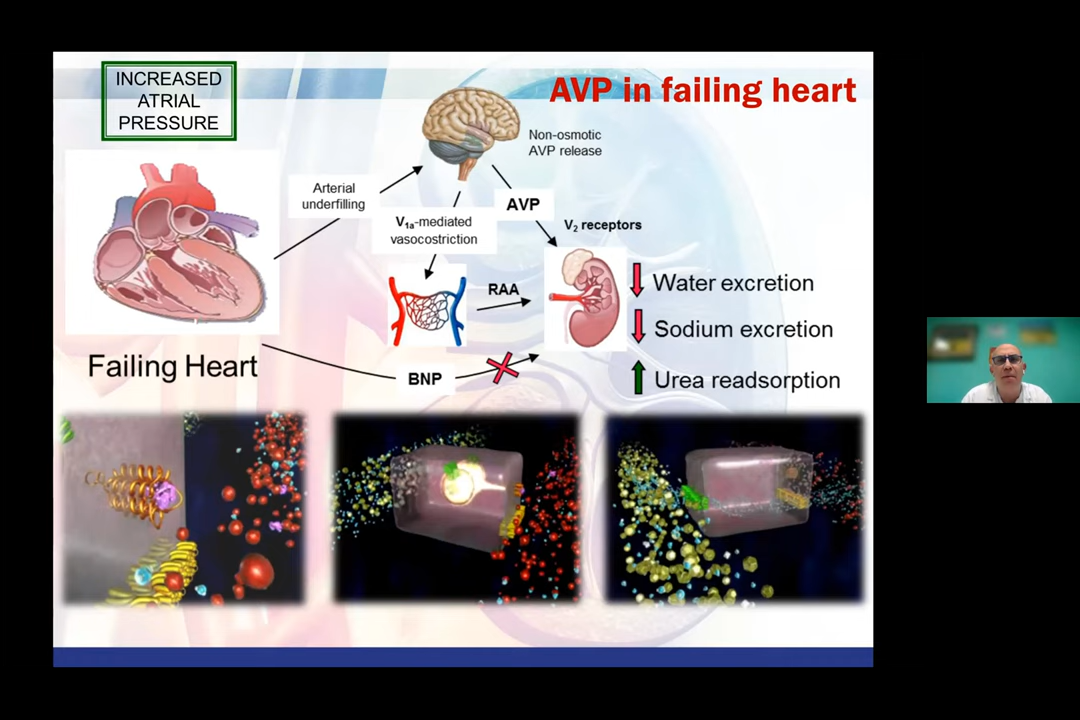 INCREASED
ATRIAL
PRESSURE
AVP in failing heart
Non-osmotic
AVP release
Arterial
underfilling
AVP
V1a-mediated
vasocostriction
V2 receptors
RAA
Water excretion
Sodium excretion
Urea readsorption
Failing Heart
BNP